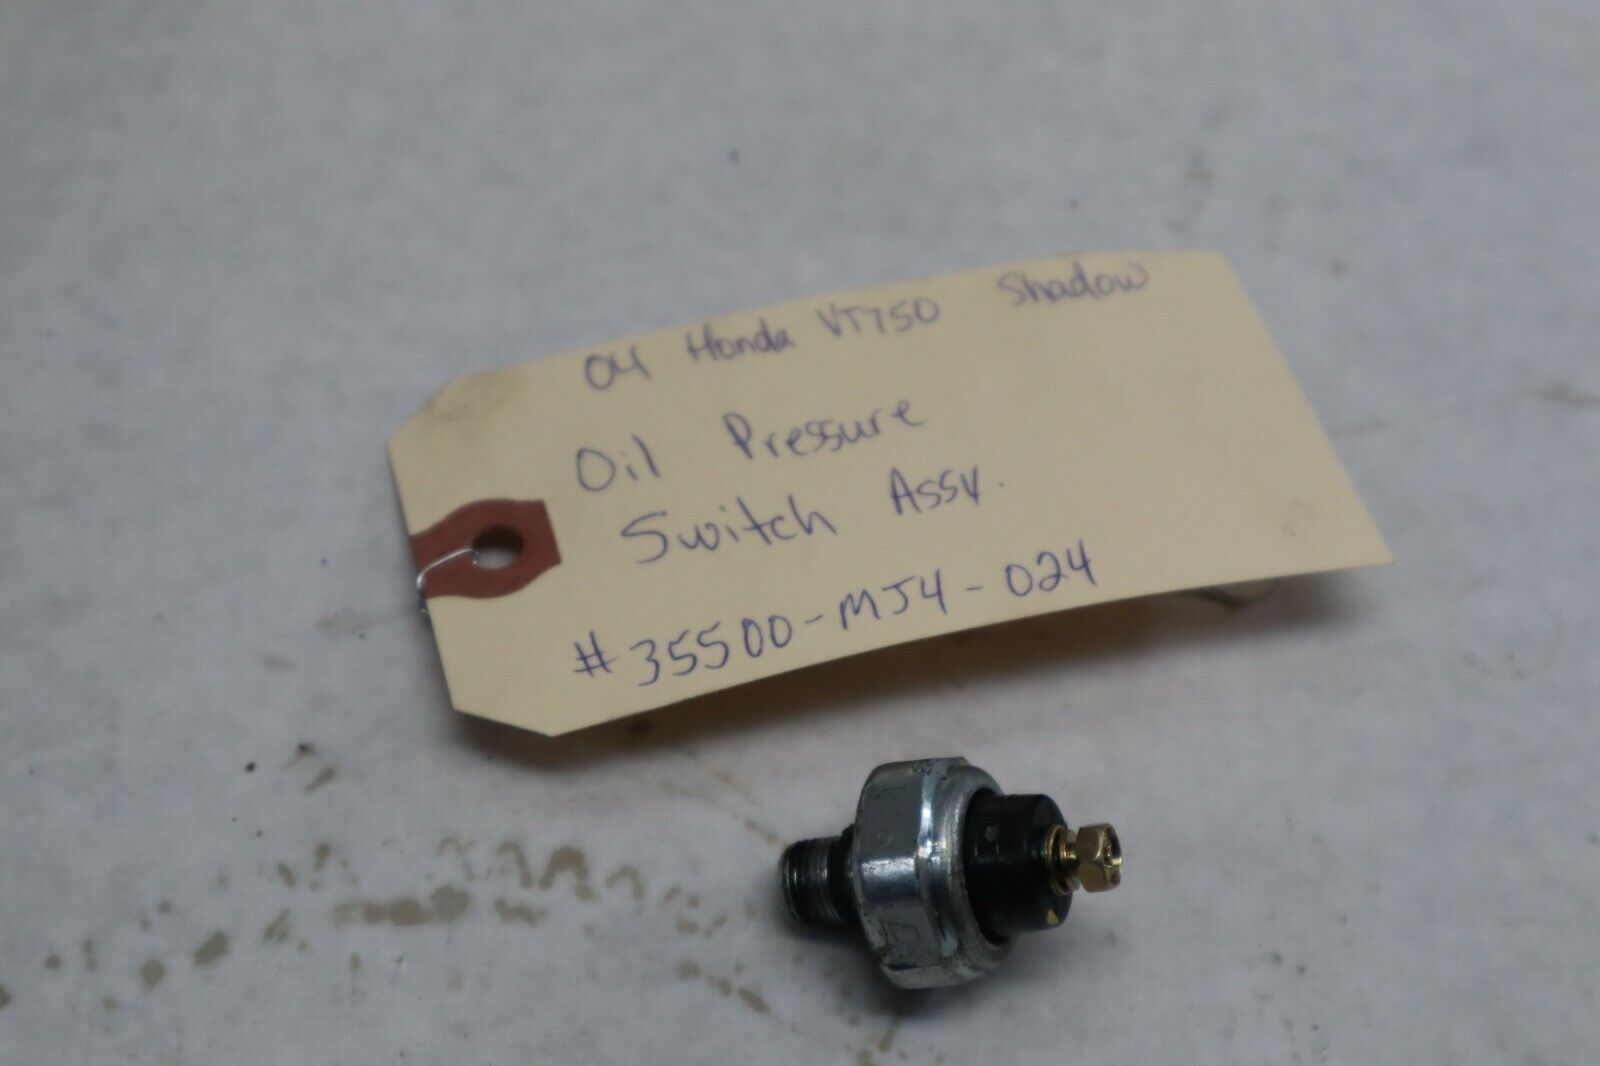 04 Honda VT750 Shadow
Oil Pressure
Switch Assy.
#35500-MJ4-024